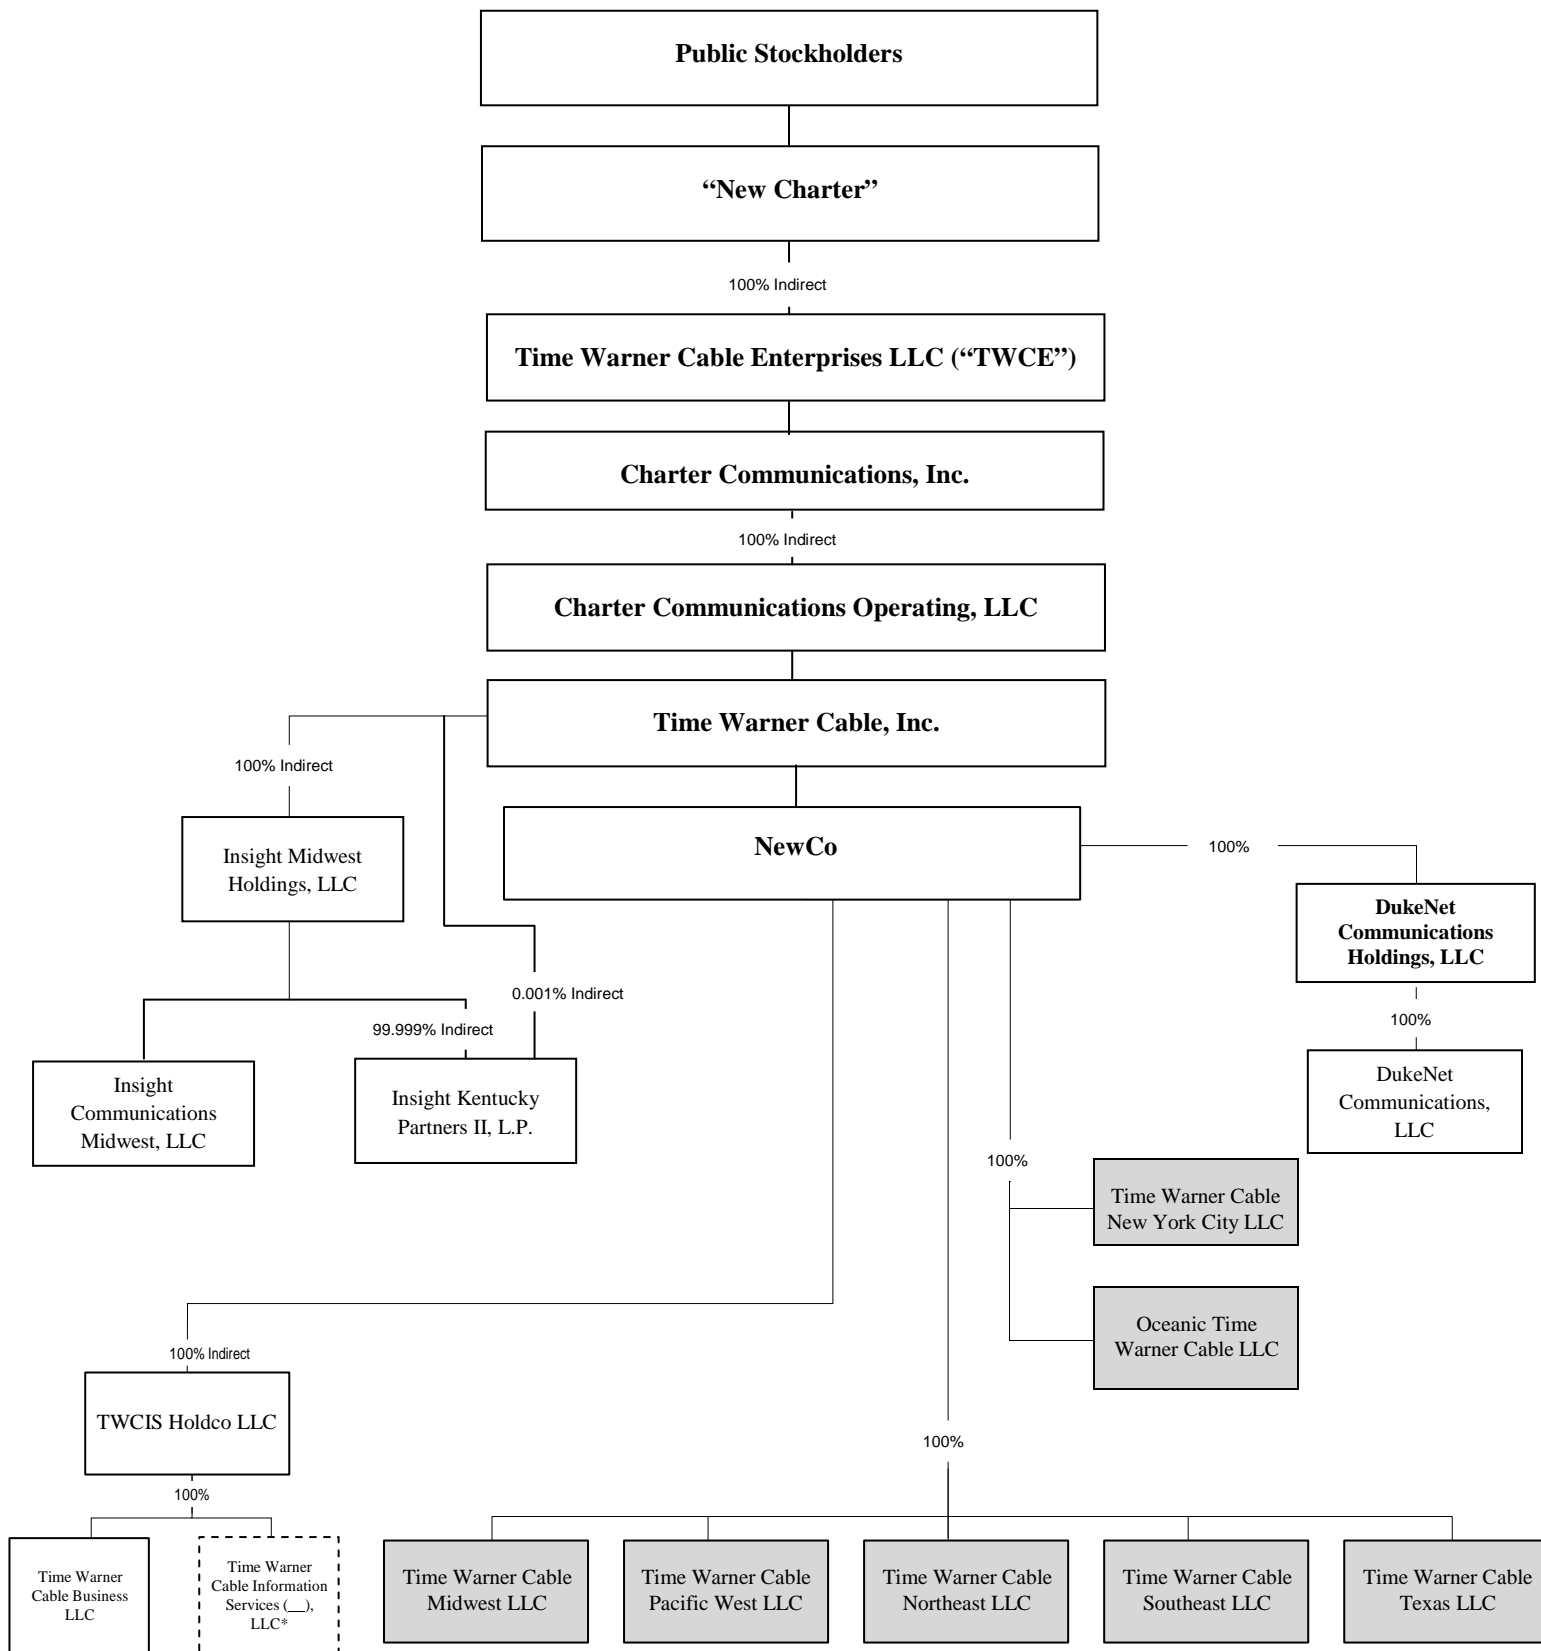 Public Stockholders
“New Charter”
100% Indirect
Time Warner Cable Enterprises LLC (“TWCE”)
Charter Communications, Inc.
100% Indirect
Charter Communications Operating, LLC
Time Warner Cable, Inc.
100% Indirect
Insight Midwest
Holdings, LLC
NewCo
100%
DukeNet
Communications
Holdings, LLC
0.001% Indirect
99.999% Indirect
100%
Insight
Communications
Midwest, LLC
Insight Kentucky
Partners II, L.P.
DukeNet
Communications,
LLC
100%
Time Warner Cable
New York City LLC
Oceanic Time
Warner Cable LLC
100% Indirect
TWCIS Holdco LLC
100%
100%
Time Warner
Cable Business
LLC
Time Warner
Cable Information
Services (__),
LLC*
Time Warner Cable
Midwest LLC
Time Warner Cable
Pacific West LLC
Time Warner Cable
Northeast LLC
Time Warner Cable
Southeast LLC
Time Warner Cable
Texas LLC